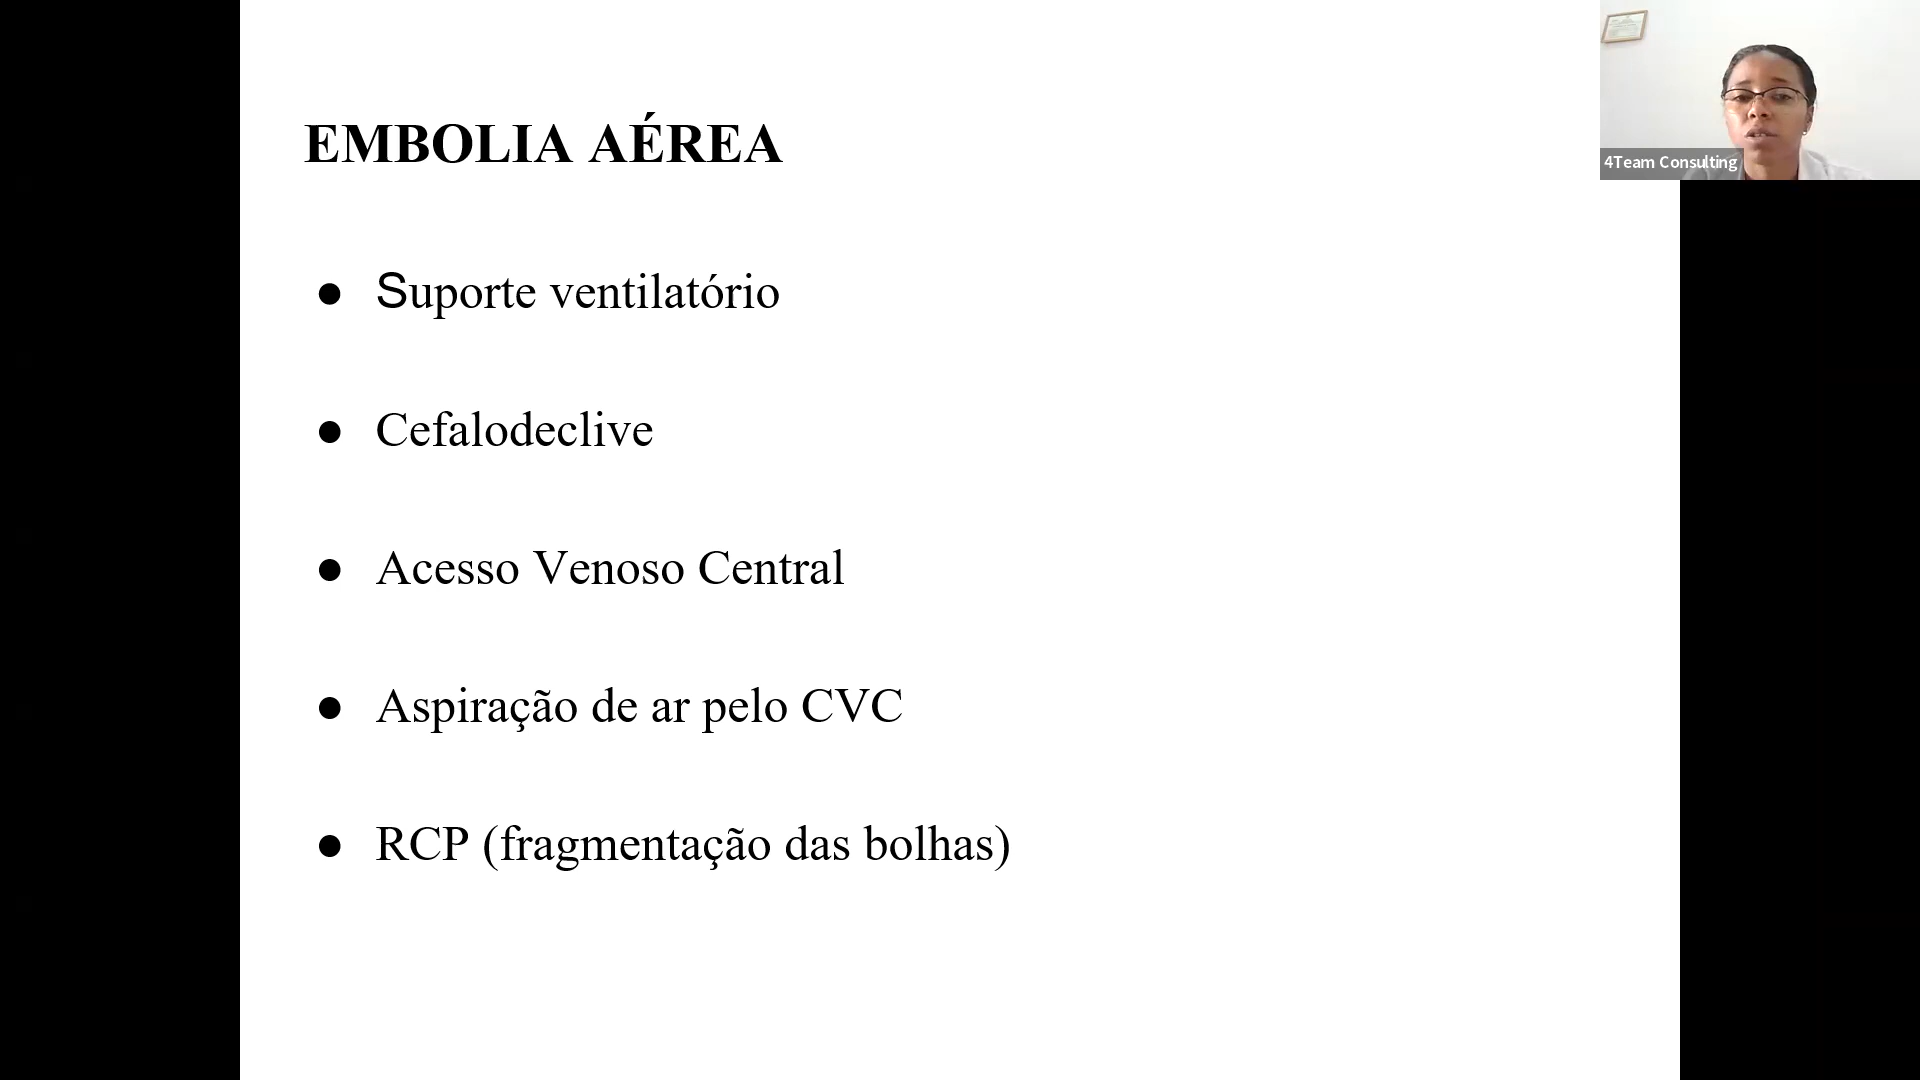 EMBOLIA AÉREA
4Team Consulting
● Suporte ventilatório
● Cefalodeclive
● Acesso Venoso Central
● Aspiração de ar pelo CVC
● RCP (fragmentação das bolhas)